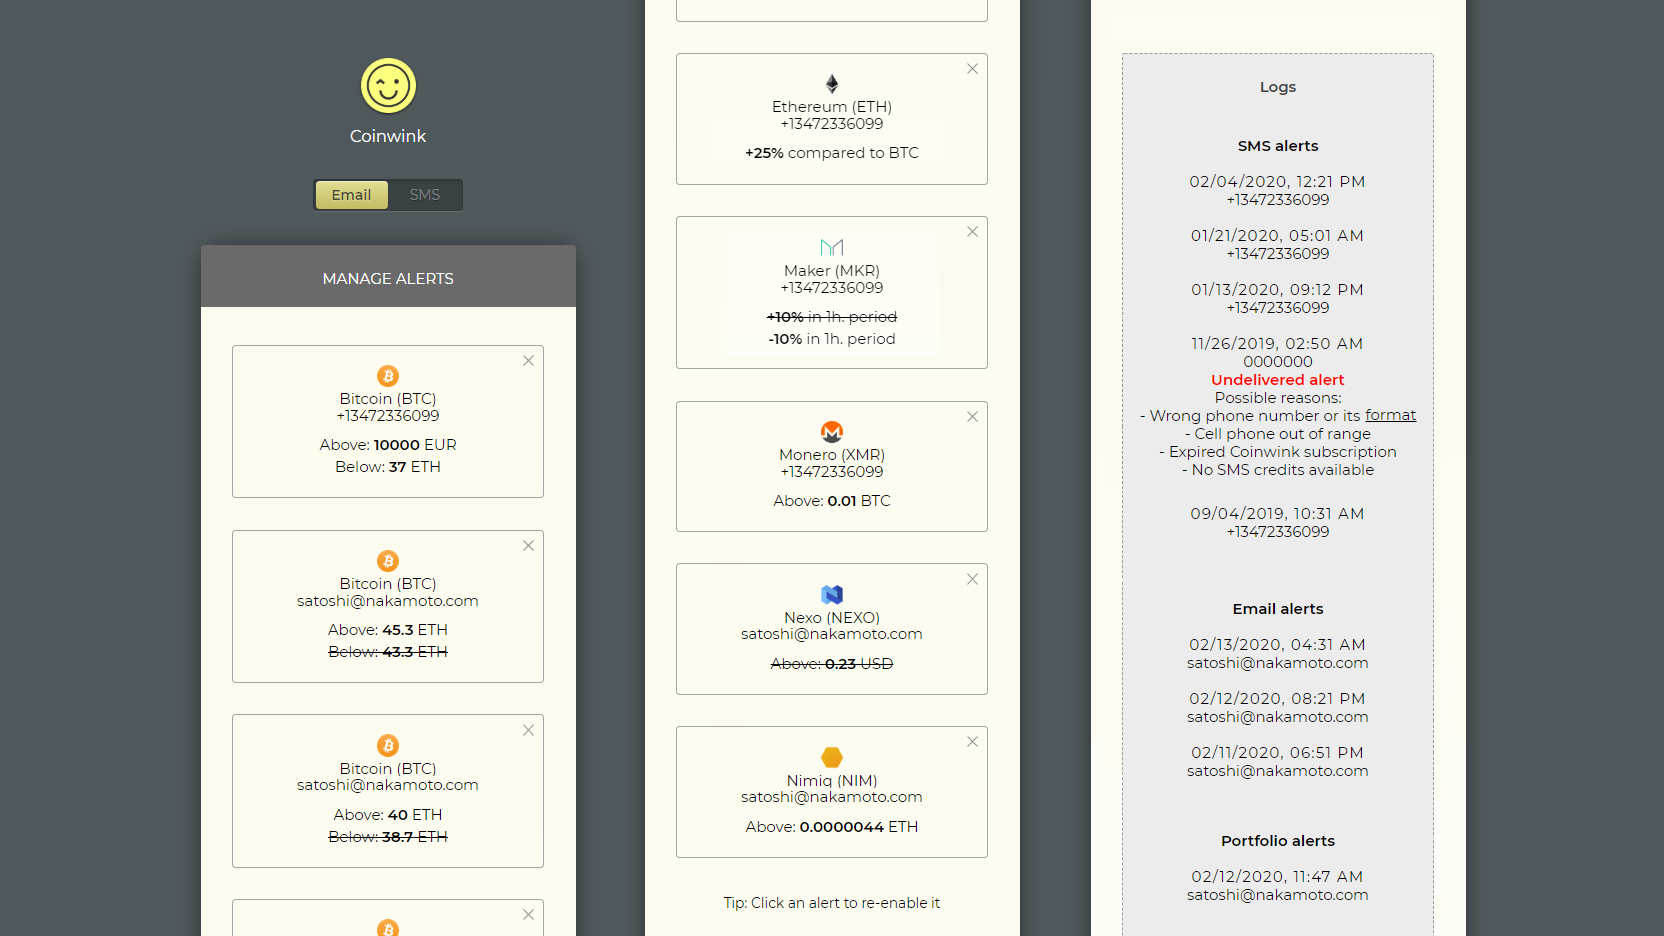 Coinwink
Email
SMS
MANAGE ALERTS
Bitcoin (BTC)
+13472336099
Above: 10000 EUR
Below: 37 ETH
Bitcoin (BTC)
satoshi@nakamoto.com
Above: 45.3 ETH
Below: 43.3 ETH
Bitcoin (BTC)
satoshi@nakamoto.com
Above: 40 ETH
Below: 38.7 ETH
Ethereum (ETH)
+13472336099
+25% compared to BTC
Maker (MKR)
+13472336099
+10% in 1h. period
-10% in 1h. period
Monero (XMR)
+13472336099
Above: 0.01 BTC
Nexo (NEXO)
satoshi@nakamoto.com
Above: 0.23 USD
Nimiq (NIM)
satoshi@nakamoto.com
Above: 0.0000044 ETH
Tip: Click an alert to re-enable it
Logs
SMS alerts
02/04/2020, 12:21 PM
+13472336099
01/21/2020, 05:01 AM
+13472336099
01/13/2020, 09:12 PM
+13472336099
11/26/2019, 02:50 AM
0000000
Undelivered alert
Possible reasons:
- Wrong phone number or its format
- Cell phone out of range
- Expired Coinwink subscription
- No SMS credits available
09/04/2019, 10:31 AM
+13472336099
Email alerts
02/13/2020, 04:31 AM
satoshi@nakamoto.com
02/12/2020, 08:21 PM
satoshi@nakamoto.com
02/11/2020, 06:51 PM
satoshi@nakamoto.com
Portfolio alerts
02/12/2020, 11:47 AM
satoshi@nakamoto.com